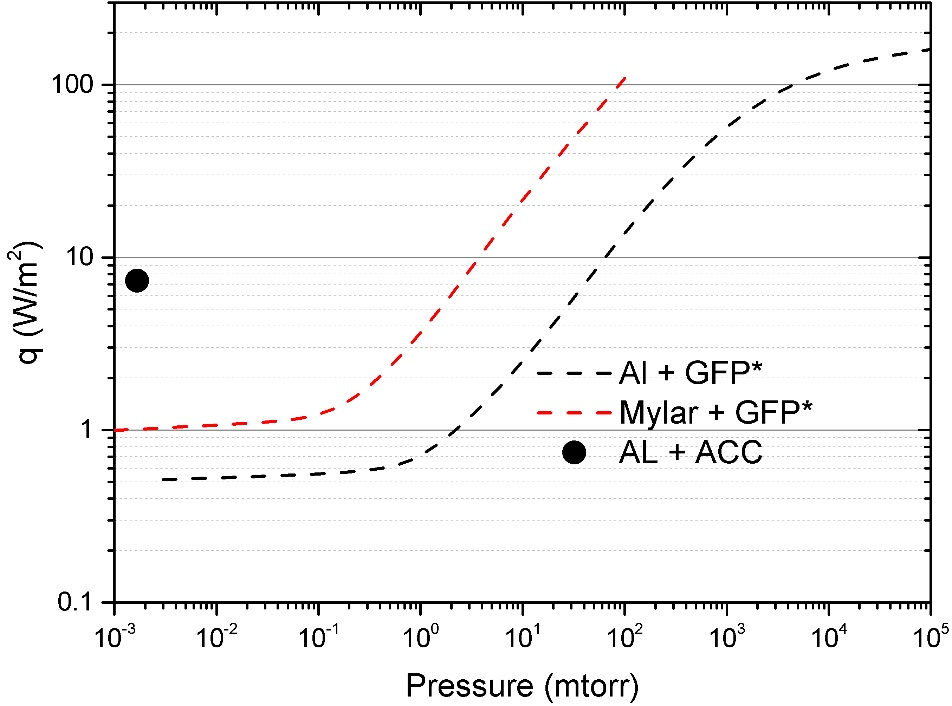 100
10
1
0.1
q (W/m²)
10⁻³ 10⁻² 10⁻¹ 10⁰ 10¹ 10² 10³ 10⁴ 10⁵
Pressure (mtorr)
Al + GFP*
Mylar + GFP*
AL + ACC